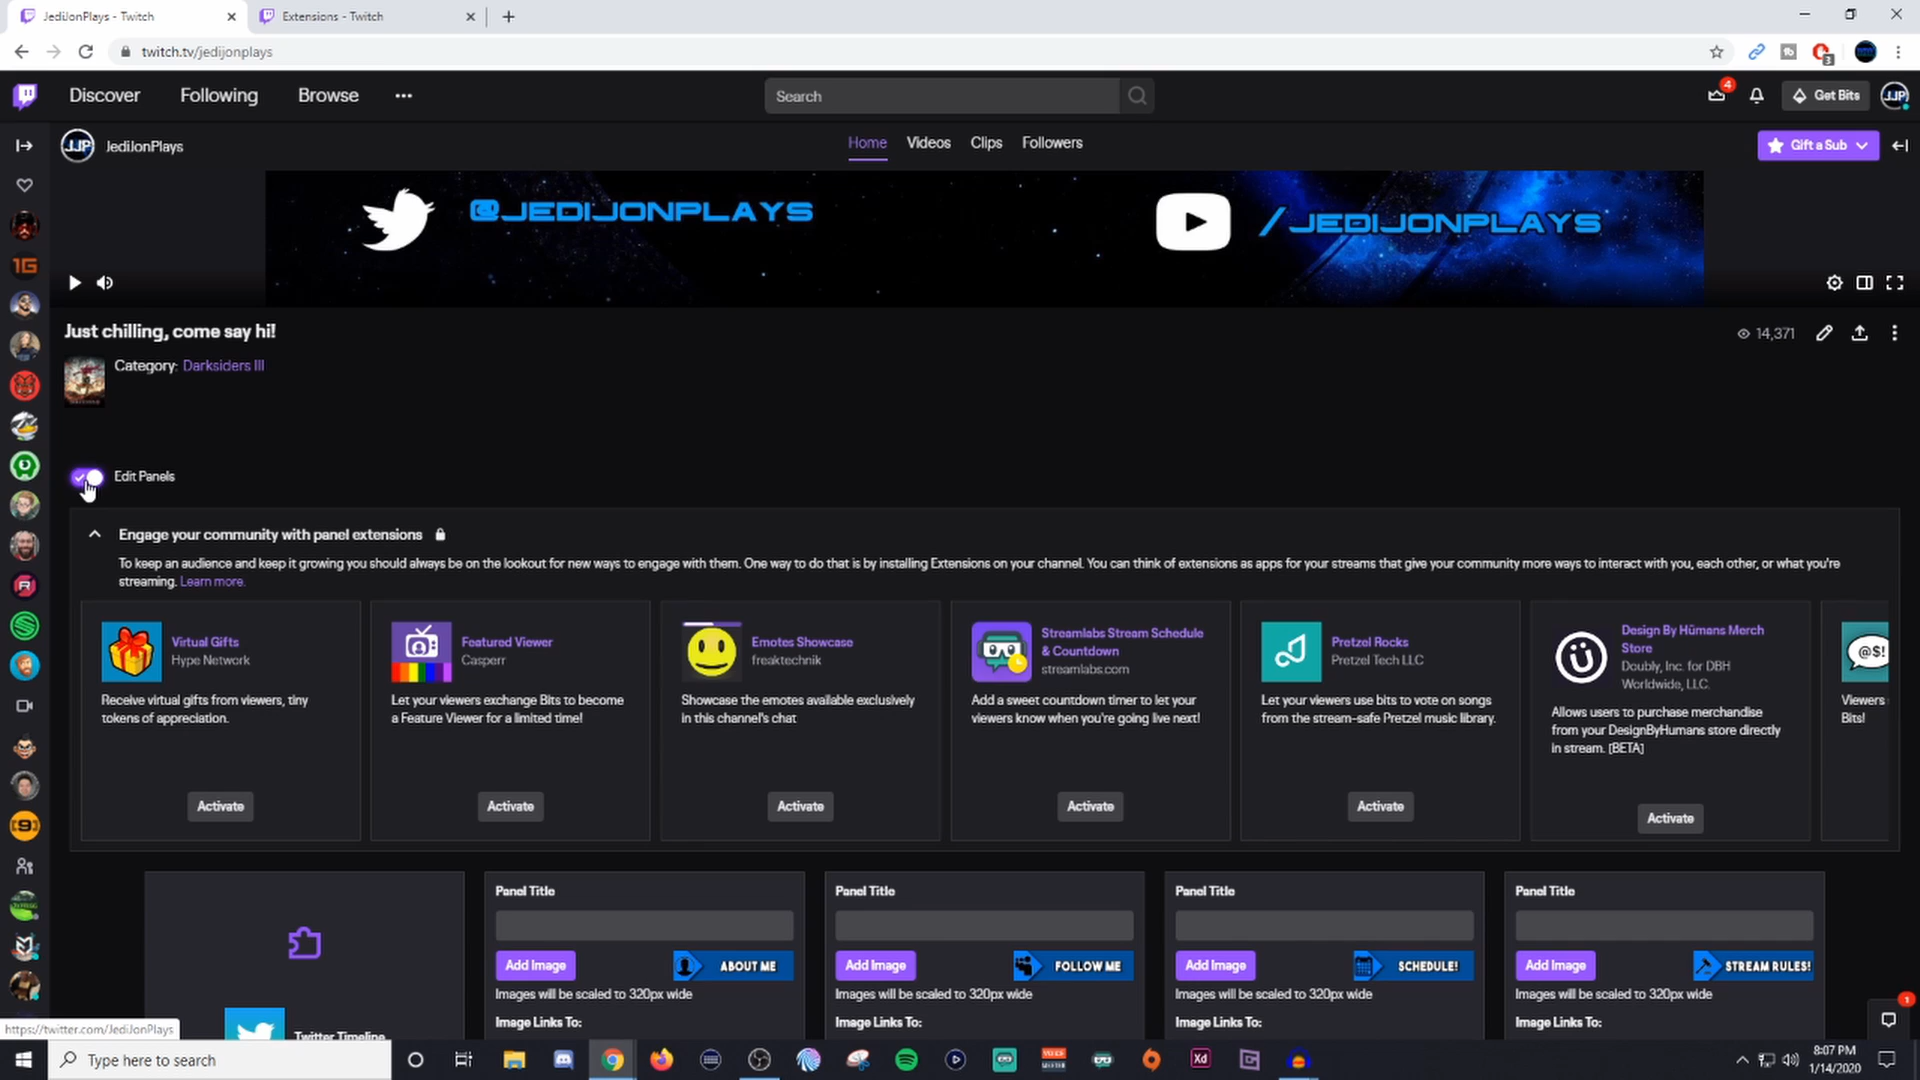 JediJonPlays - Twitch
Extensions - Twitch
twitch.tv/jedijonplays
3
Discover
Following
Browse
Search
4
Get Bits
JJP
JJP
JediJonPlays
Home
Videos
Clips
Followers
Gift a Sub
@JEDIJONPLAYS
/JEDIJONPLAYS
1G
Just chilling, come say hi!
14,371
Category: Darksiders III
Edit Panels
Engage your community with panel extensions
To keep an audience and keep it growing you should always be on the lookout for new ways to engage with them. One way to do that is by installing Extensions on your channel. You can think of extensions as apps for your streams that give your community more ways to interact with you, each other, or what you're
streaming. Learn more.
Virtual Gifts
Hype Network
Receive virtual gifts from viewers, tiny
tokens of appreciation.
Activate
Featured Viewer
Casperr
Let your viewers exchange Bits to become
a Feature Viewer for a limited time!
Activate
Emotes Showcase
freaktechnik
Showcase the emotes available exclusively
in this channel's chat
Activate
Streamlabs Stream Schedule
& Countdown
streamlabs.com
Add a sweet countdown timer to let your
viewers know when you're going live next!
Activate
Pretzel Rocks
Pretzel Tech LLC
Let your viewers use bits to vote on songs
from the stream-safe Pretzel music library.
Activate
Design By Hümans Merch
Store
Doubly, Inc. for DBH
Worldwide, LLC.
Allows users to purchase merchandise
from your DesignByHumans store directly
in stream. [BETA]
Activate
@$!
Viewers
Bits!
Twitter Timeline
Panel Title
Add Image
ABOUT ME
Images will be scaled to 320px wide
Image Links To:
Panel Title
Add Image
FOLLOW ME
Images will be scaled to 320px wide
Image Links To:
Panel Title
Add Image
SCHEDULE!
Images will be scaled to 320px wide
Image Links To:
Panel Title
Add Image
STREAM RULES!
Images will be scaled to 320px wide
Image Links To:
1
https://twitter.com/JediJonPlays
Type here to search
Xd
8:07 PM
1/14/2020